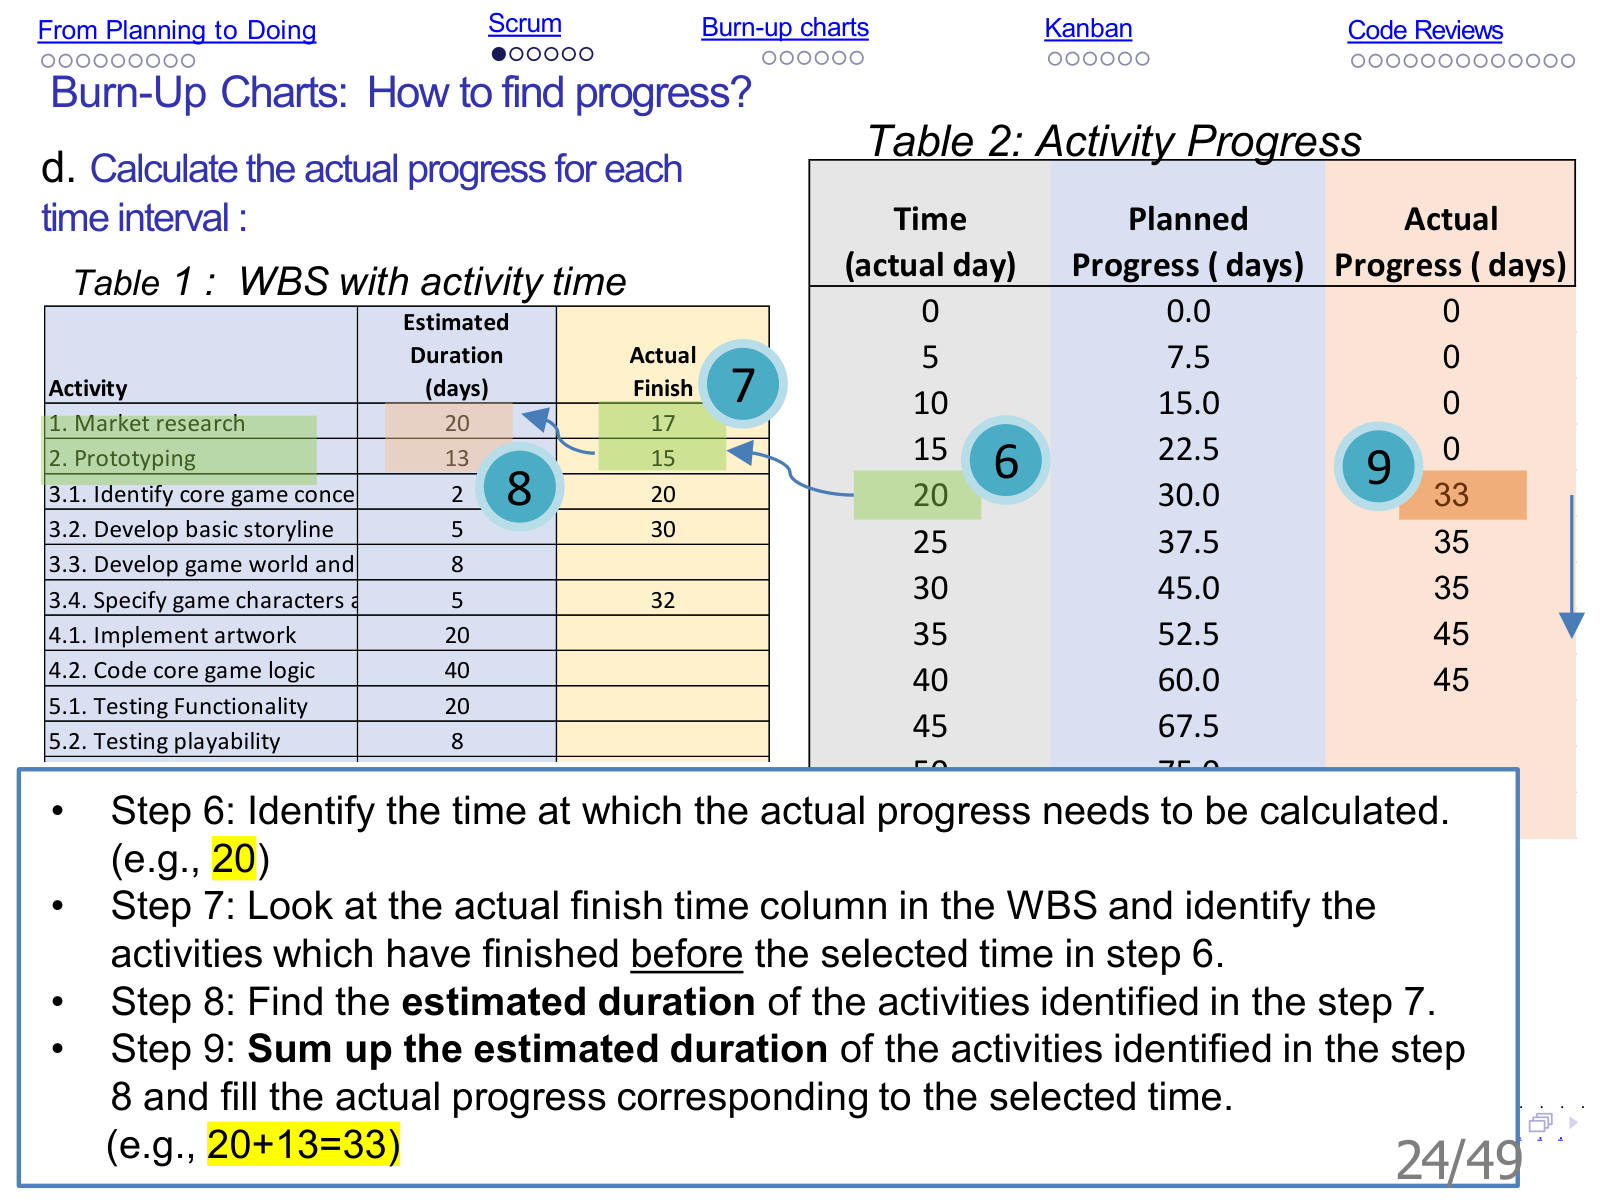 From Planning to Doing
Scrum
Burn-up charts
Kanban
Code Reviews
Burn-Up Charts: How to find progress?
d. Calculate the actual progress for each
time interval :
Table 1 : WBS with activity time
Activity Estimated Duration (days) Actual Finish
1. Market research 20 17
2. Prototyping 13 15
3.1. Identify core game conce 2 20
3.2. Develop basic storyline 5 30
3.3. Develop game world and 8
3.4. Specify game characters a 5 32
4.1. Implement artwork 20
4.2. Code core game logic 40
5.1. Testing Functionality 20
5.2. Testing playability 8
7
8
Table 2: Activity Progress
Time (actual day) Planned Progress ( days) Actual Progress ( days)
0 0.0 0
5 7.5 0
10 15.0 0
15 22.5 0
20 30.0 33
25 37.5 35
30 45.0 35
35 52.5 45
40 60.0 45
45 67.5
6
9
• Step 6: Identify the time at which the actual progress needs to be calculated.
(e.g., 20)
• Step 7: Look at the actual finish time column in the WBS and identify the
activities which have finished before the selected time in step 6.
• Step 8: Find the estimated duration of the activities identified in the step 7.
• Step 9: Sum up the estimated duration of the activities identified in the step
8 and fill the actual progress corresponding to the selected time.
(e.g., 20+13=33)
24/49